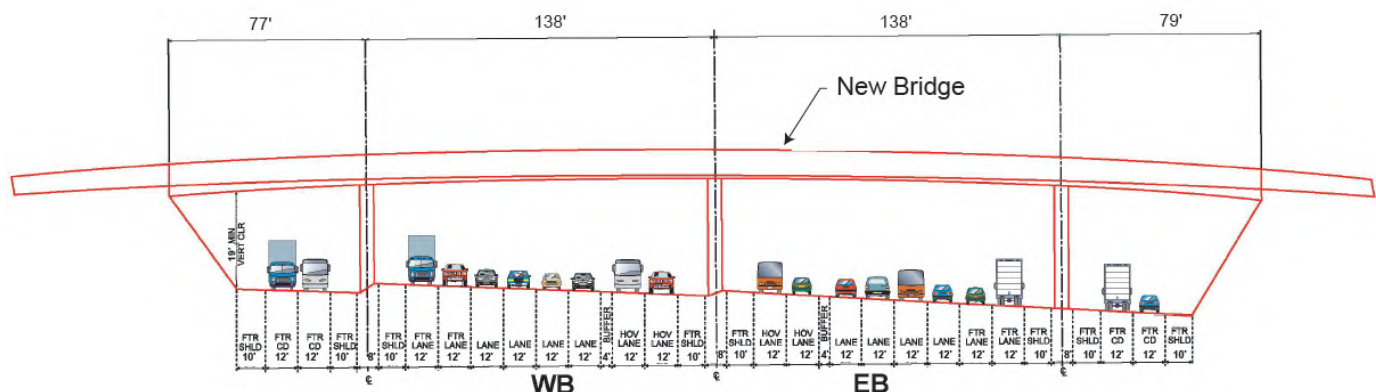 77' 138' 138' 79'
New Bridge
19' MIN
VERT CLR
FTR
SHLD
10'
FTR
CD
12'
FTR
CD
12'
FTR
SHLD
10'
8'
FTR
SHLD
10'
FTR
LANE
12'
FTR
LANE
12'
LANE
12'
LANE
12'
LANE
12'
LANE
12'
BUFFER
4'
HOV
LANE
12'
HOV
LANE
12'
FTR
SHLD
10'
8'
FTR
SHLD
10'
HOV
LANE
12'
HOV
LANE
12'
BUFFER
4'
LANE
12'
LANE
12'
LANE
12'
LANE
12'
FTR
LANE
12'
FTR
LANE
12'
8'
FTR
SHLD
10'
FTR
CD
12'
FTR
CD
12'
FTR
SHLD
10'
℄ ℄ ℄
WB EB